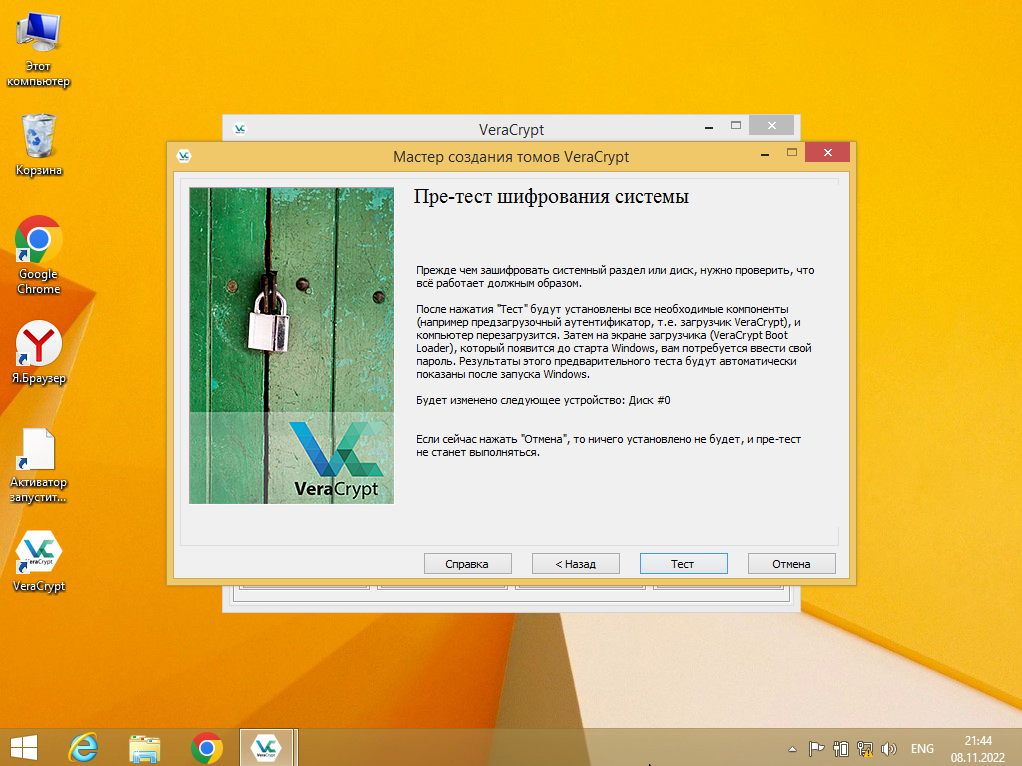 Этот
компьютер
Корзина
Google
Chrome
Я.Браузер
Активатор
запустит...
VeraCrypt
VeraCrypt
Мастер создания томов VeraCrypt
Пре-тест шифрования системы
Прежде чем зашифровать системный раздел или диск, нужно проверить, что
всё работает должным образом.
После нажатия "Тест" будут установлены все необходимые компоненты
(например предзагрузочный аутентификатор, т.е. загрузчик VeraCrypt), и
компьютер перезагрузится. Затем на экране загрузчика (VeraCrypt Boot
Loader), который появится до старта Windows, вам потребуется ввести свой
пароль. Результаты этого предварительного теста будут автоматически
показаны после запуска Windows.
Будет изменено следующее устройство: Диск #0
Если сейчас нажать "Отмена", то ничего установлено не будет, и пре-тест
не станет выполняться.
VeraCrypt
Справка
< Назад
Тест
Отмена
ENG
21:44
08.11.2022